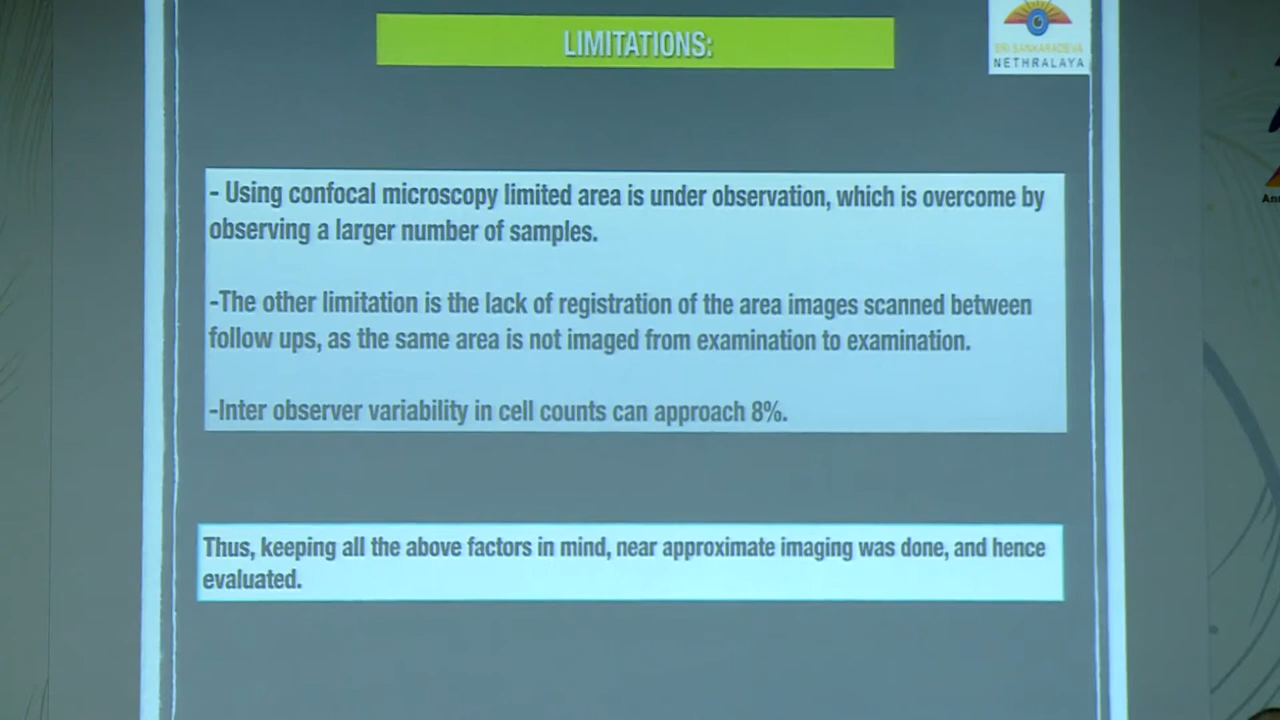 LIMITATIONS:
SRI SANKARADEVA
NETHRALAYA
- Using confocal microscopy limited area is under observation, which is overcome by
observing a larger number of samples.
-The other limitation is the lack of registration of the area images scanned between
follow ups, as the same area is not imaged from examination to examination.
-Inter observer variability in cell counts can approach 8%.
Thus, keeping all the above factors in mind, near approximate imaging was done, and hence
evaluated.